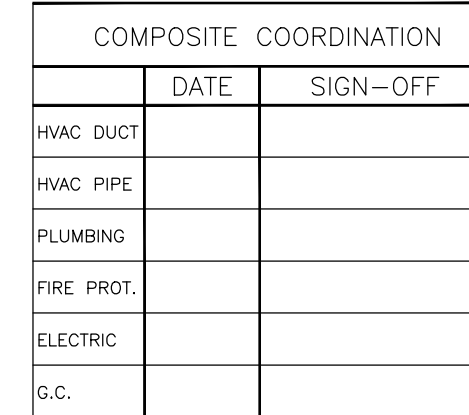 COMPOSITE COORDINATION
DATE SIGN-OFF
HVAC DUCT
HVAC PIPE
PLUMBING
FIRE PROT.
ELECTRIC
G.C.